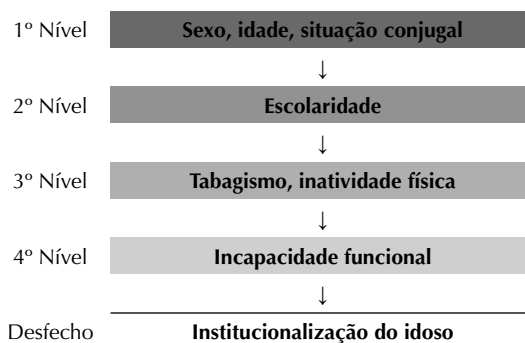 1º Nível Sexo, idade, situação conjugal
↓
2º Nível Escolaridade
↓
3º Nível Tabagismo, inatividade física
↓
4º Nível Incapacidade funcional
↓
Desfecho Institucionalização do idoso